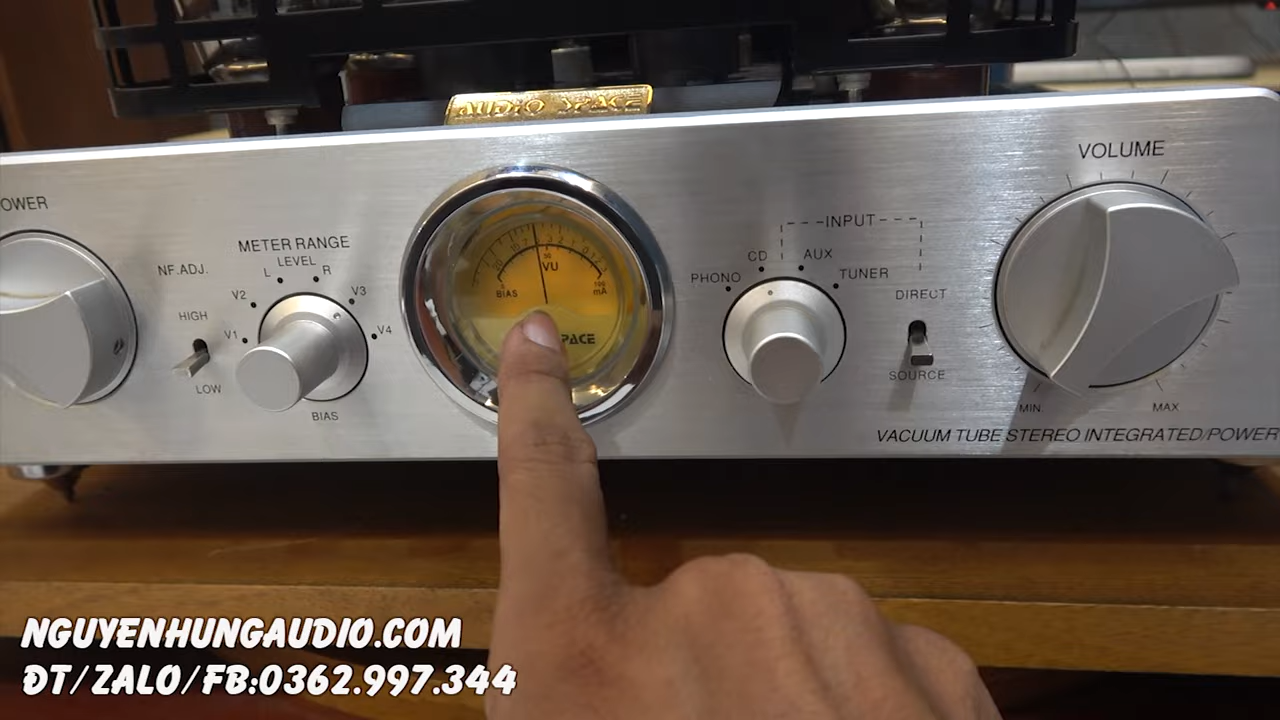 AUDIO SPACE
VOLUME
OWER
INPUT
METER RANGE
LEVEL
L
R
NF.ADJ.
CD
AUX
PHONO
TUNER
V2
V3
VU
BIAS
mA
DIRECT
HIGH
V1
V4
PACE
LOW
SOURCE
BIAS
MIN.
MAX
VACUUM TUBE STEREO INTEGRATED/POWER
NGUYENHUNGAUDIO.COM
ĐT/ZALO/FB:0362.997.344